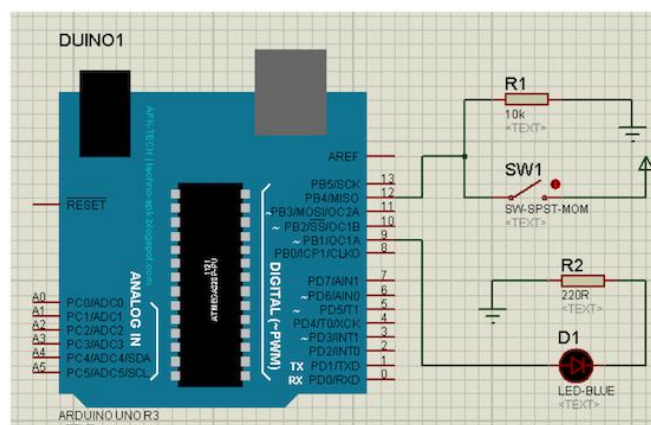 DUINO1
R1
10k
<TEXT>
SW1
SW-SPST-MOM
<TEXT>
R2
220R
<TEXT>
D1
LED-BLUE
<TEXT>
AREF
RESET
PB5/SCK 13
PB4/MISO 12
~PB3/MOSI/OC2A 11
~ PB2/SS/OC1B 10
~ PB1/OC1A 9
PB0/ICP1/CLKO 8
PD7/AIN1 7
~PD6/AIN0 6
~PD5/T1 5
PD4/T0/XCK 4
~PD3/INT1 3
PD2/INT0 2
TX PD1/TXD 1
RX PD0/RXD 0
DIGITAL (~PWM)
ANALOG IN
A0 PC0/ADC0
A1 PC1/ADC1
A2 PC2/ADC2
A3 PC3/ADC3
A4 PC4/ADC4/SDA
A5 PC5/ADC5/SCL
ARDUINO UNO R3